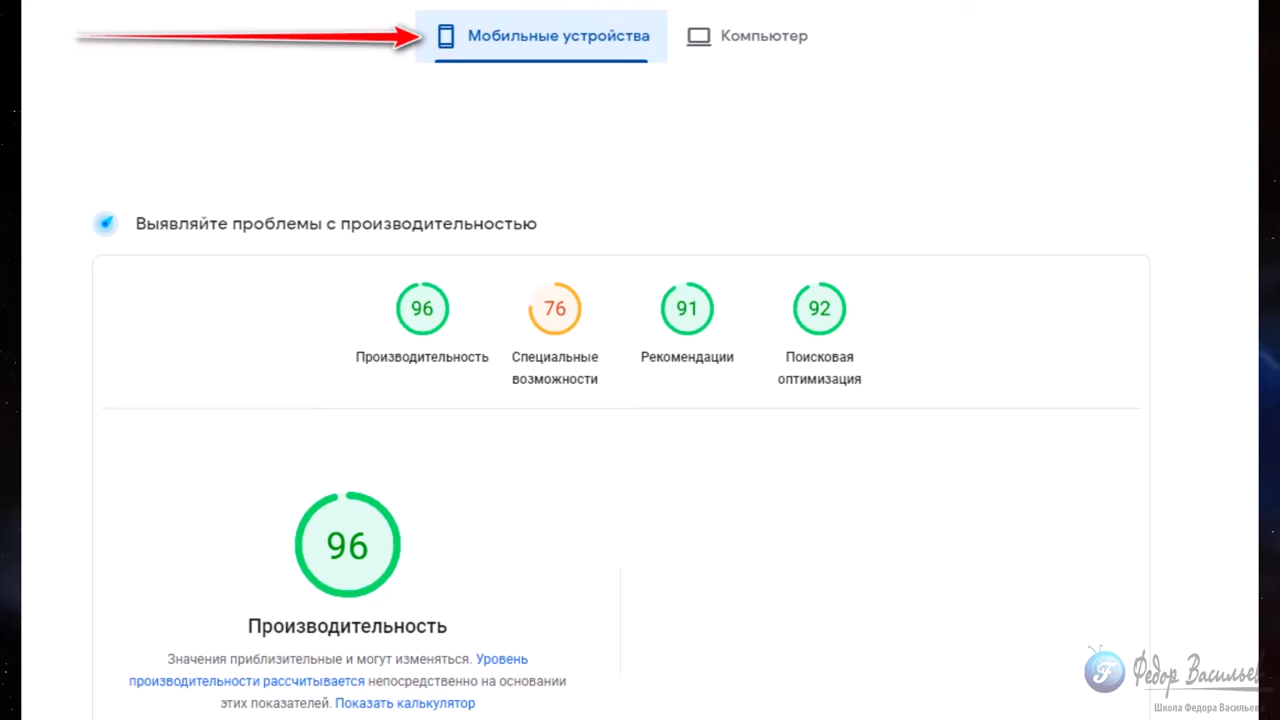 Мобильные устройства
Компьютер
Выявляйте проблемы с производительностью
96
76
91
92
Производительность
Специальные
возможности
Рекомендации
Поисковая
оптимизация
96
Производительность
Значения приблизительные и могут изменяться. Уровень
производительности рассчитывается непосредственно на основании
этих показателей. Показать калькулятор
Федор Васильев
Школа Федора Васильева